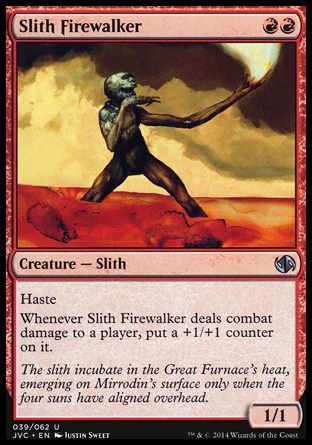 Slith Firewalker
Creature — Slith
Haste
Whenever Slith Firewalker deals combat
damage to a player, put a +1/+1 counter
on it.
The slith incubate in the Great Furnace's heat,
emerging on Mirrodin's surface only when the
four suns have aligned overhead.
1/1
039/062 U
JVC • EN Justin Sweet
™ & © 2014 Wizards of the Coast